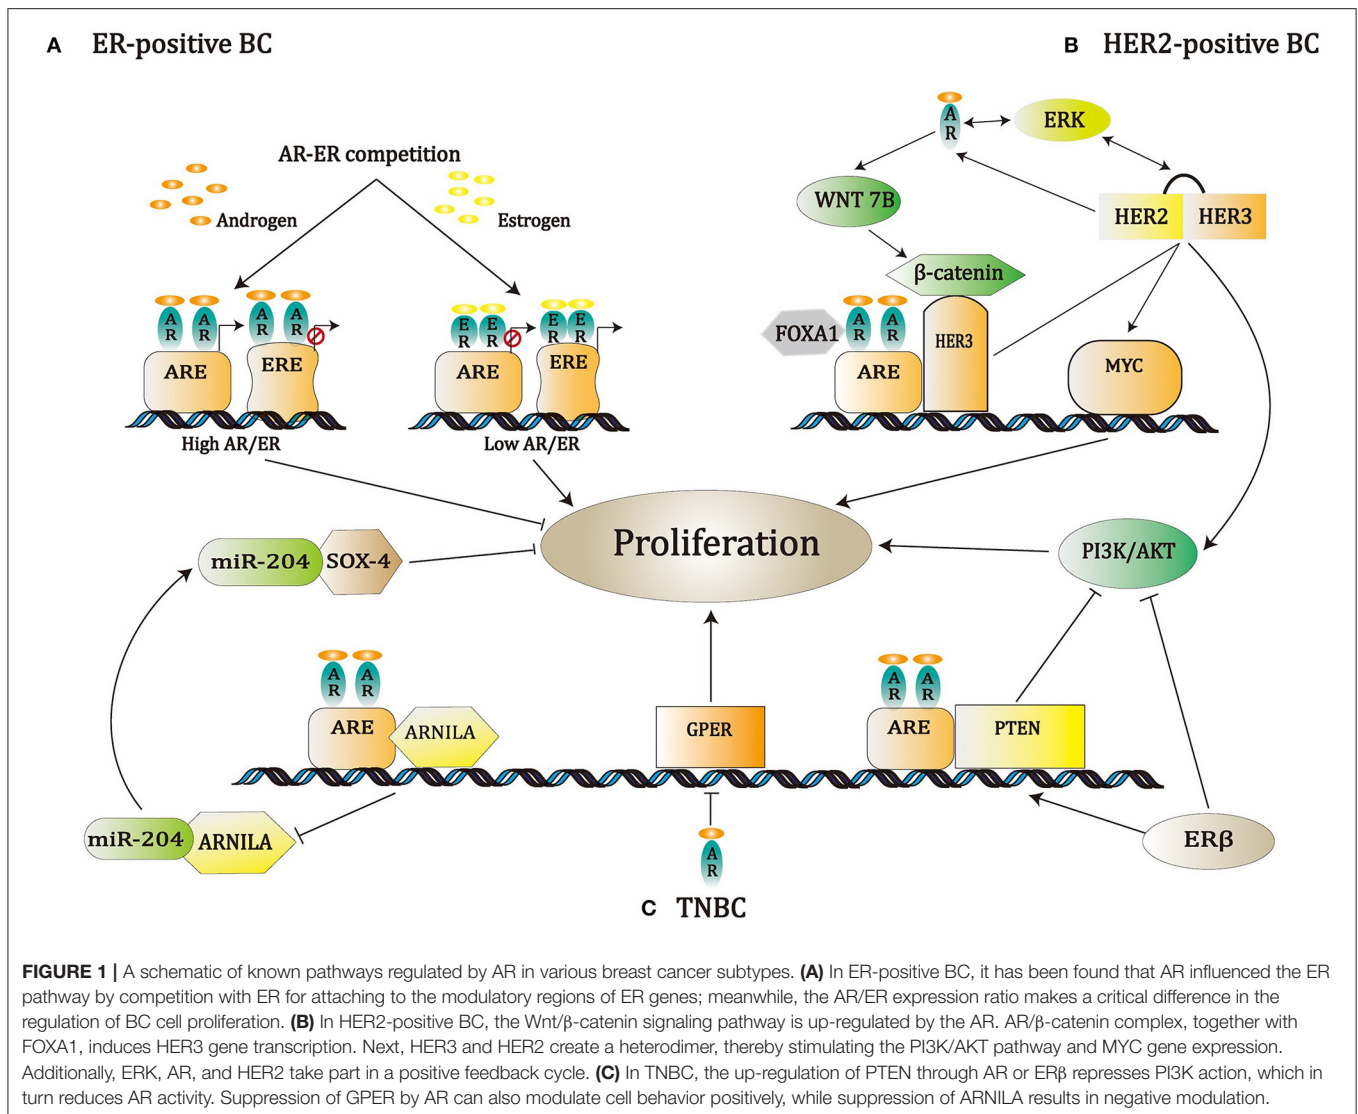 A ER-positive BC
B HER2-positive BC
AR-ER competition
Androgen
Estrogen
A
R
A
R
A
R
A
R
ARE
ERE
High AR/ER
E
R
E
R
E
R
E
R
ARE
ERE
Low AR/ER
A
R
ERK
WNT 7B
HER2
HER3
β-catenin
FOXA1
A
R
A
R
ARE
HER3
MYC
Proliferation
miR-204
SOX-4
PI3K/AKT
A
R
A
R
ARE
ARNILA
GPER
A
R
A
R
ARE
PTEN
miR-204
ARNILA
A
R
ERβ
C TNBC
FIGURE 1 | A schematic of known pathways regulated by AR in various breast cancer subtypes. (A) In ER-positive BC, it has been found that AR influenced the ER
pathway by competition with ER for attaching to the modulatory regions of ER genes; meanwhile, the AR/ER expression ratio makes a critical difference in the
regulation of BC cell proliferation. (B) In HER2-positive BC, the Wnt/β-catenin signaling pathway is up-regulated by the AR. AR/β-catenin complex, together with
FOXA1, induces HER3 gene transcription. Next, HER3 and HER2 create a heterodimer, thereby stimulating the PI3K/AKT pathway and MYC gene expression.
Additionally, ERK, AR, and HER2 take part in a positive feedback cycle. (C) In TNBC, the up-regulation of PTEN through AR or ERβ represses PI3K action, which in
turn reduces AR activity. Suppression of GPER by AR can also modulate cell behavior positively, while suppression of ARNILA results in negative modulation.